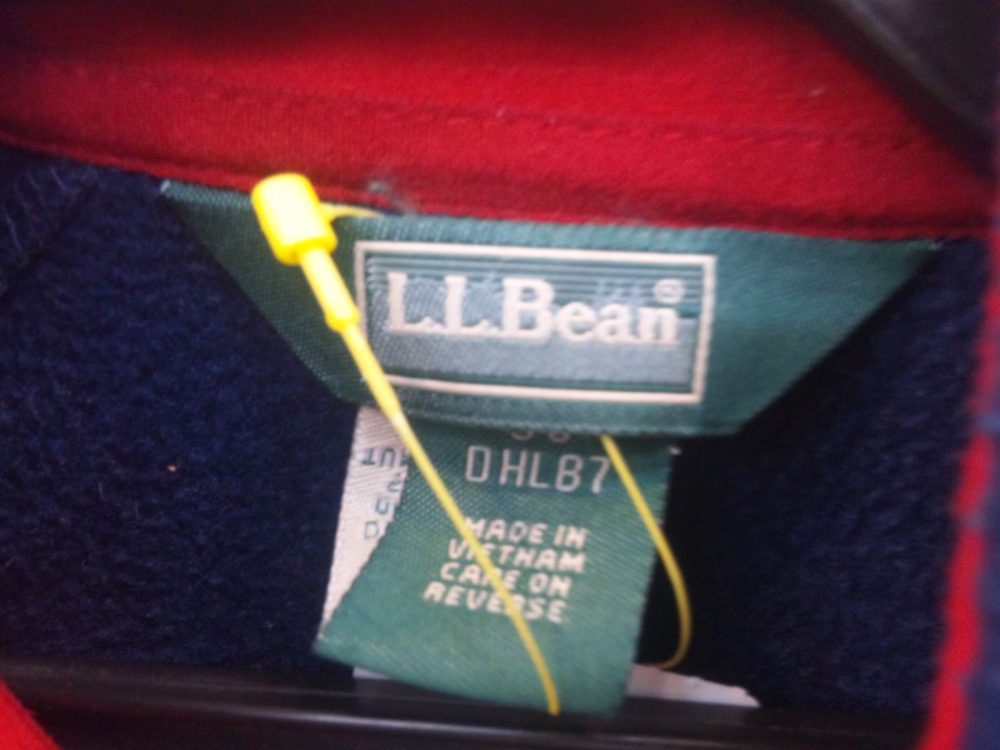 L.L.Bean®
DHLB7
MADE IN
VIETNAM
CARE ON
REVERSE